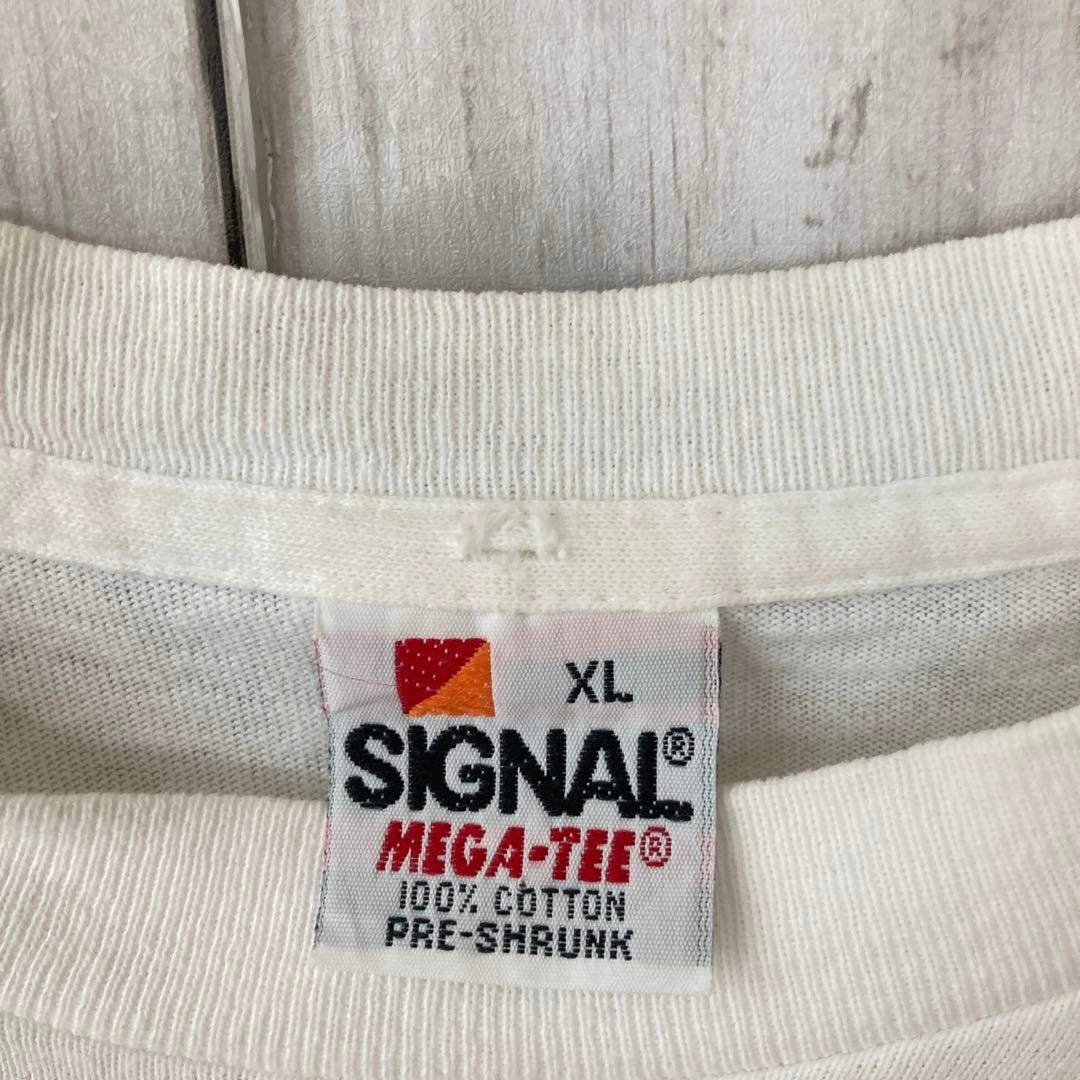 XL
SIGNAL®
MEGA-TEE®
100% COTTON
PRE-SHRUNK